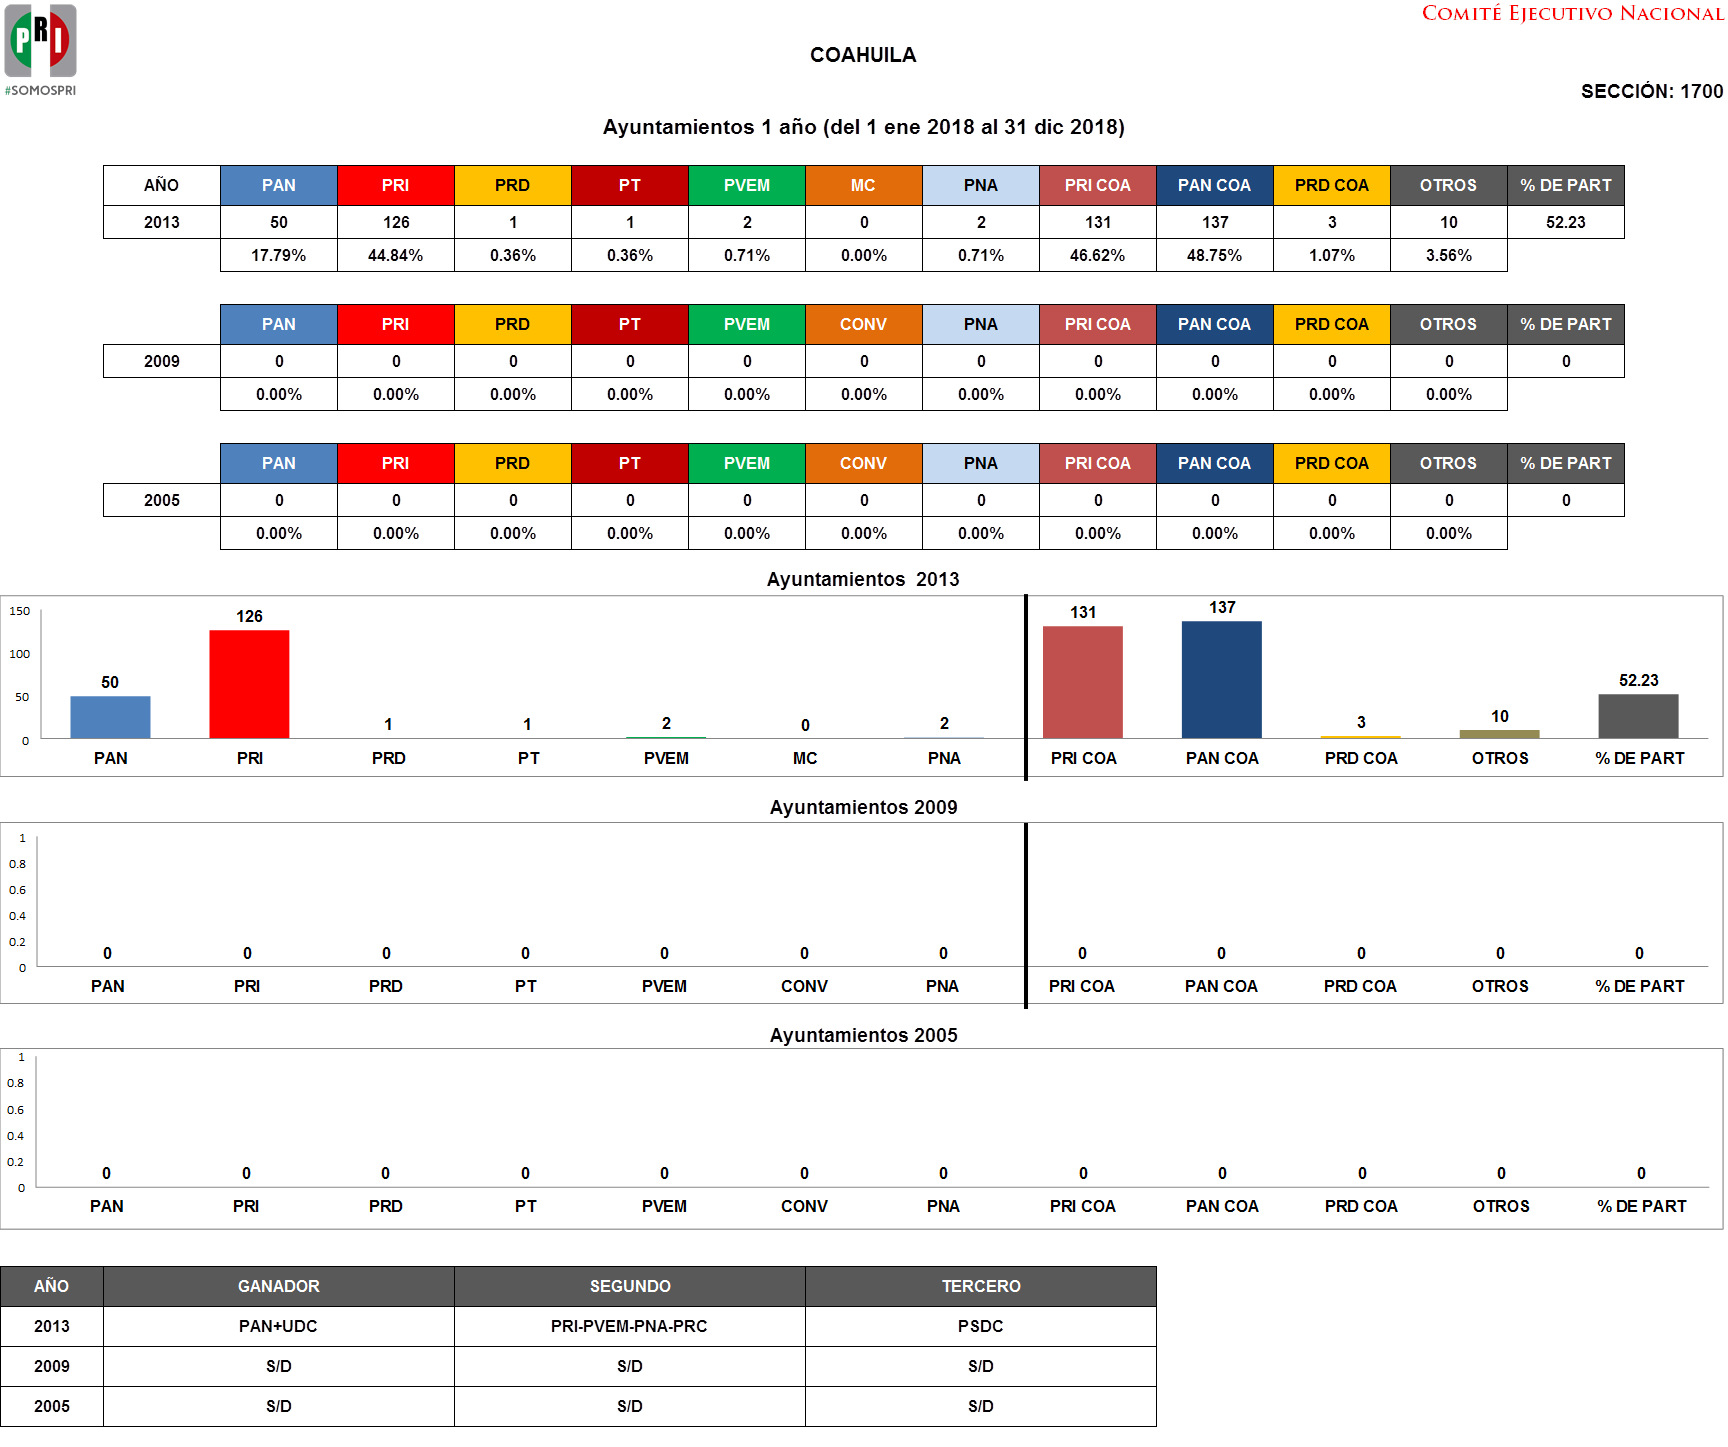 PRI
#SOMOSPRI
COMITÉ EJECUTIVO NACIONAL
COAHUILA
SECCIÓN: 1700
Ayuntamientos 1 año (del 1 ene 2018 al 31 dic 2018)
AÑO PAN PRI PRD PT PVEM MC PNA PRI COA PAN COA PRD COA OTROS % DE PART
2013 50 126 1 1 2 0 2 131 137 3 10 52.23
17.79% 44.84% 0.36% 0.36% 0.71% 0.00% 0.71% 46.62% 48.75% 1.07% 3.56%
PAN PRI PRD PT PVEM CONV PNA PRI COA PAN COA PRD COA OTROS % DE PART
2009 0 0 0 0 0 0 0 0 0 0 0 0
0.00% 0.00% 0.00% 0.00% 0.00% 0.00% 0.00% 0.00% 0.00% 0.00% 0.00%
PAN PRI PRD PT PVEM CONV PNA PRI COA PAN COA PRD COA OTROS % DE PART
2005 0 0 0 0 0 0 0 0 0 0 0 0
0.00% 0.00% 0.00% 0.00% 0.00% 0.00% 0.00% 0.00% 0.00% 0.00% 0.00%
Ayuntamientos 2013
150
100
50
0
50 126 1 1 2 0 2 131 137 3 10 52.23
PAN PRI PRD PT PVEM MC PNA PRI COA PAN COA PRD COA OTROS % DE PART
Ayuntamientos 2009
1
0.8
0.6
0.4
0.2
0
0 0 0 0 0 0 0 0 0 0 0 0
PAN PRI PRD PT PVEM CONV PNA PRI COA PAN COA PRD COA OTROS % DE PART
Ayuntamientos 2005
1
0.8
0.6
0.4
0.2
0
0 0 0 0 0 0 0 0 0 0 0 0
PAN PRI PRD PT PVEM CONV PNA PRI COA PAN COA PRD COA OTROS % DE PART
AÑO GANADOR SEGUNDO TERCERO
2013 PAN+UDC PRI-PVEM-PNA-PRC PSDC
2009 S/D S/D S/D
2005 S/D S/D S/D